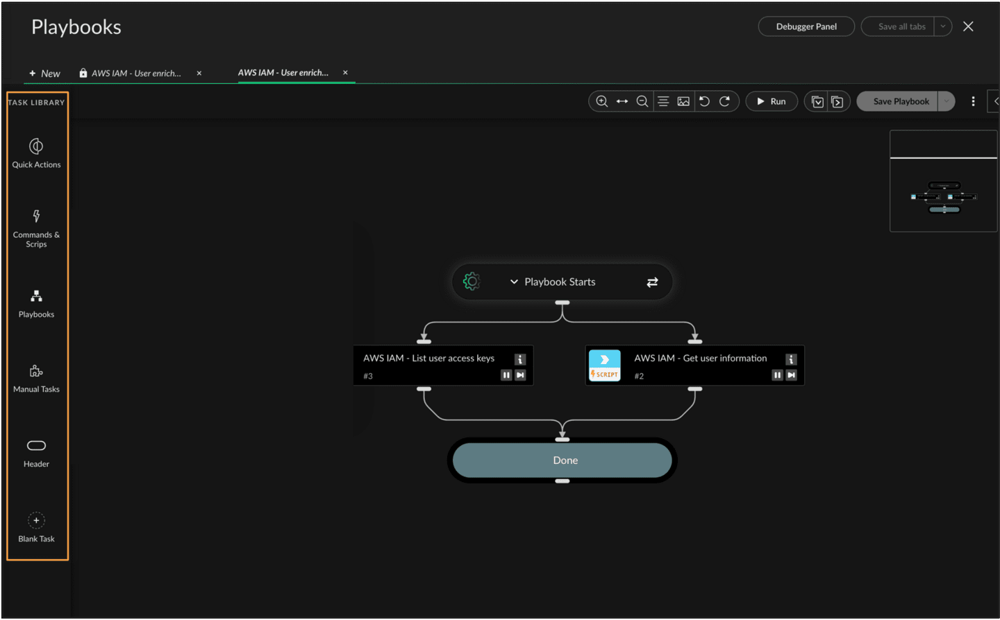 Playbooks
Debugger Panel
Save all tabs
+ New
AWS IAM - User enrich...
AWS IAM - User enrich...
TASK LIBRARY
Run
Save Playbook
Quick Actions
Commands &
Scrips
Playbooks
Manual Tasks
Header
Blank Task
Playbook Starts
AWS IAM - List user access keys
#3
SCRIPT
AWS IAM - Get user information
#2
Done